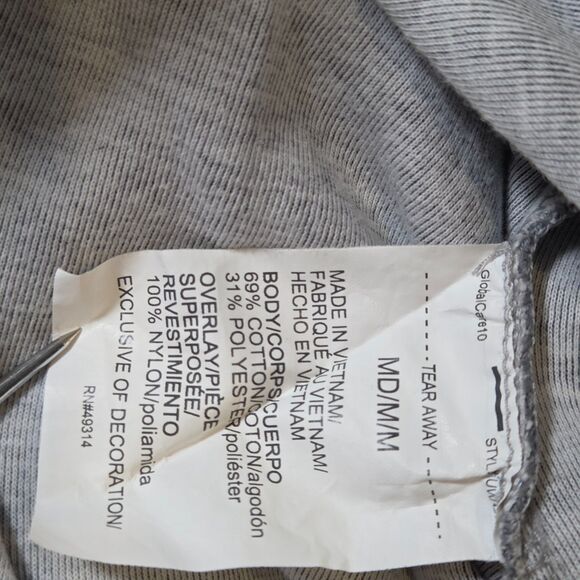 GlobalCare10
- - - - - - - - TEAR AWAY - - - - - - - -
MD/M/M
MADE IN VIETNAM/
FABRIQUÉ AU VIETNAM/
HECHO EN VIETNAM
BODY/CORPS/CUERPO
69% COTTON/COTON/algodón
31% POLYESTER/poliéster
OVERLAY/PIÈCE
SUPERPOSÉE/
REVESTIMIENTO
100% NYLON/poliamida
EXCLUSIVE OF DECORATION/
RN#49314